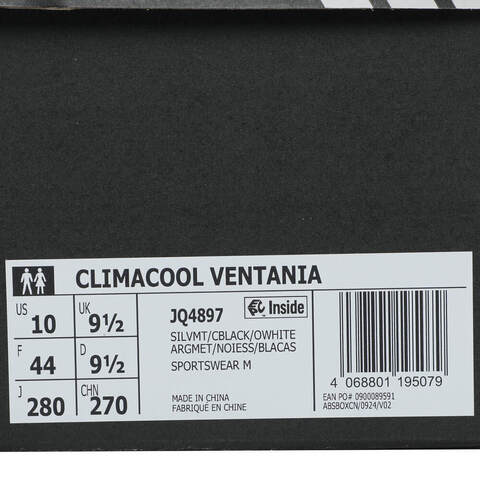 CLIMACOOL VENTANIA
US 10 UK 9½
F 44 D 9½
J 280 CHN 270
JQ4897 Inside
SILVMT/CBLACK/OWHITE
ARGMET/NOIESS/BLACAS
SPORTSWEAR M
MADE IN CHINA
FABRIQUÉ EN CHINE
4 068801 195079
EAN PO# 0900089591
ABSBOXCN/0924/V02